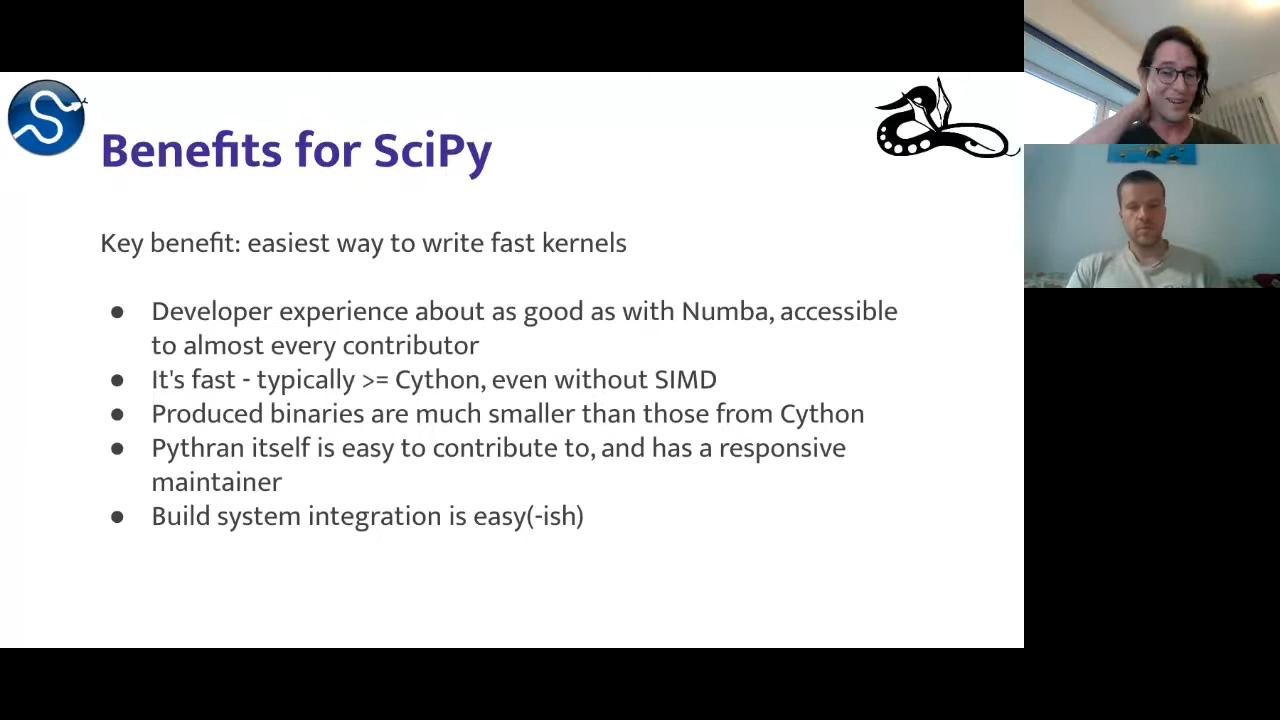 Benefits for SciPy
Key benefit: easiest way to write fast kernels
● Developer experience about as good as with Numba, accessible
to almost every contributor
● It's fast - typically >= Cython, even without SIMD
● Produced binaries are much smaller than those from Cython
● Pythran itself is easy to contribute to, and has a responsive
maintainer
● Build system integration is easy(-ish)